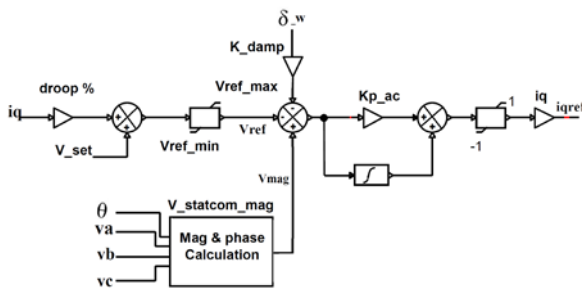 δ_w
K_damp
droop %
Vref_max
Kp_ac
iq
iq
1
iqref
V_set
Vref_min
Vref
-1
Vmag
V_statcom_mag
θ
va
vb
vc
Mag & phase
Calculation